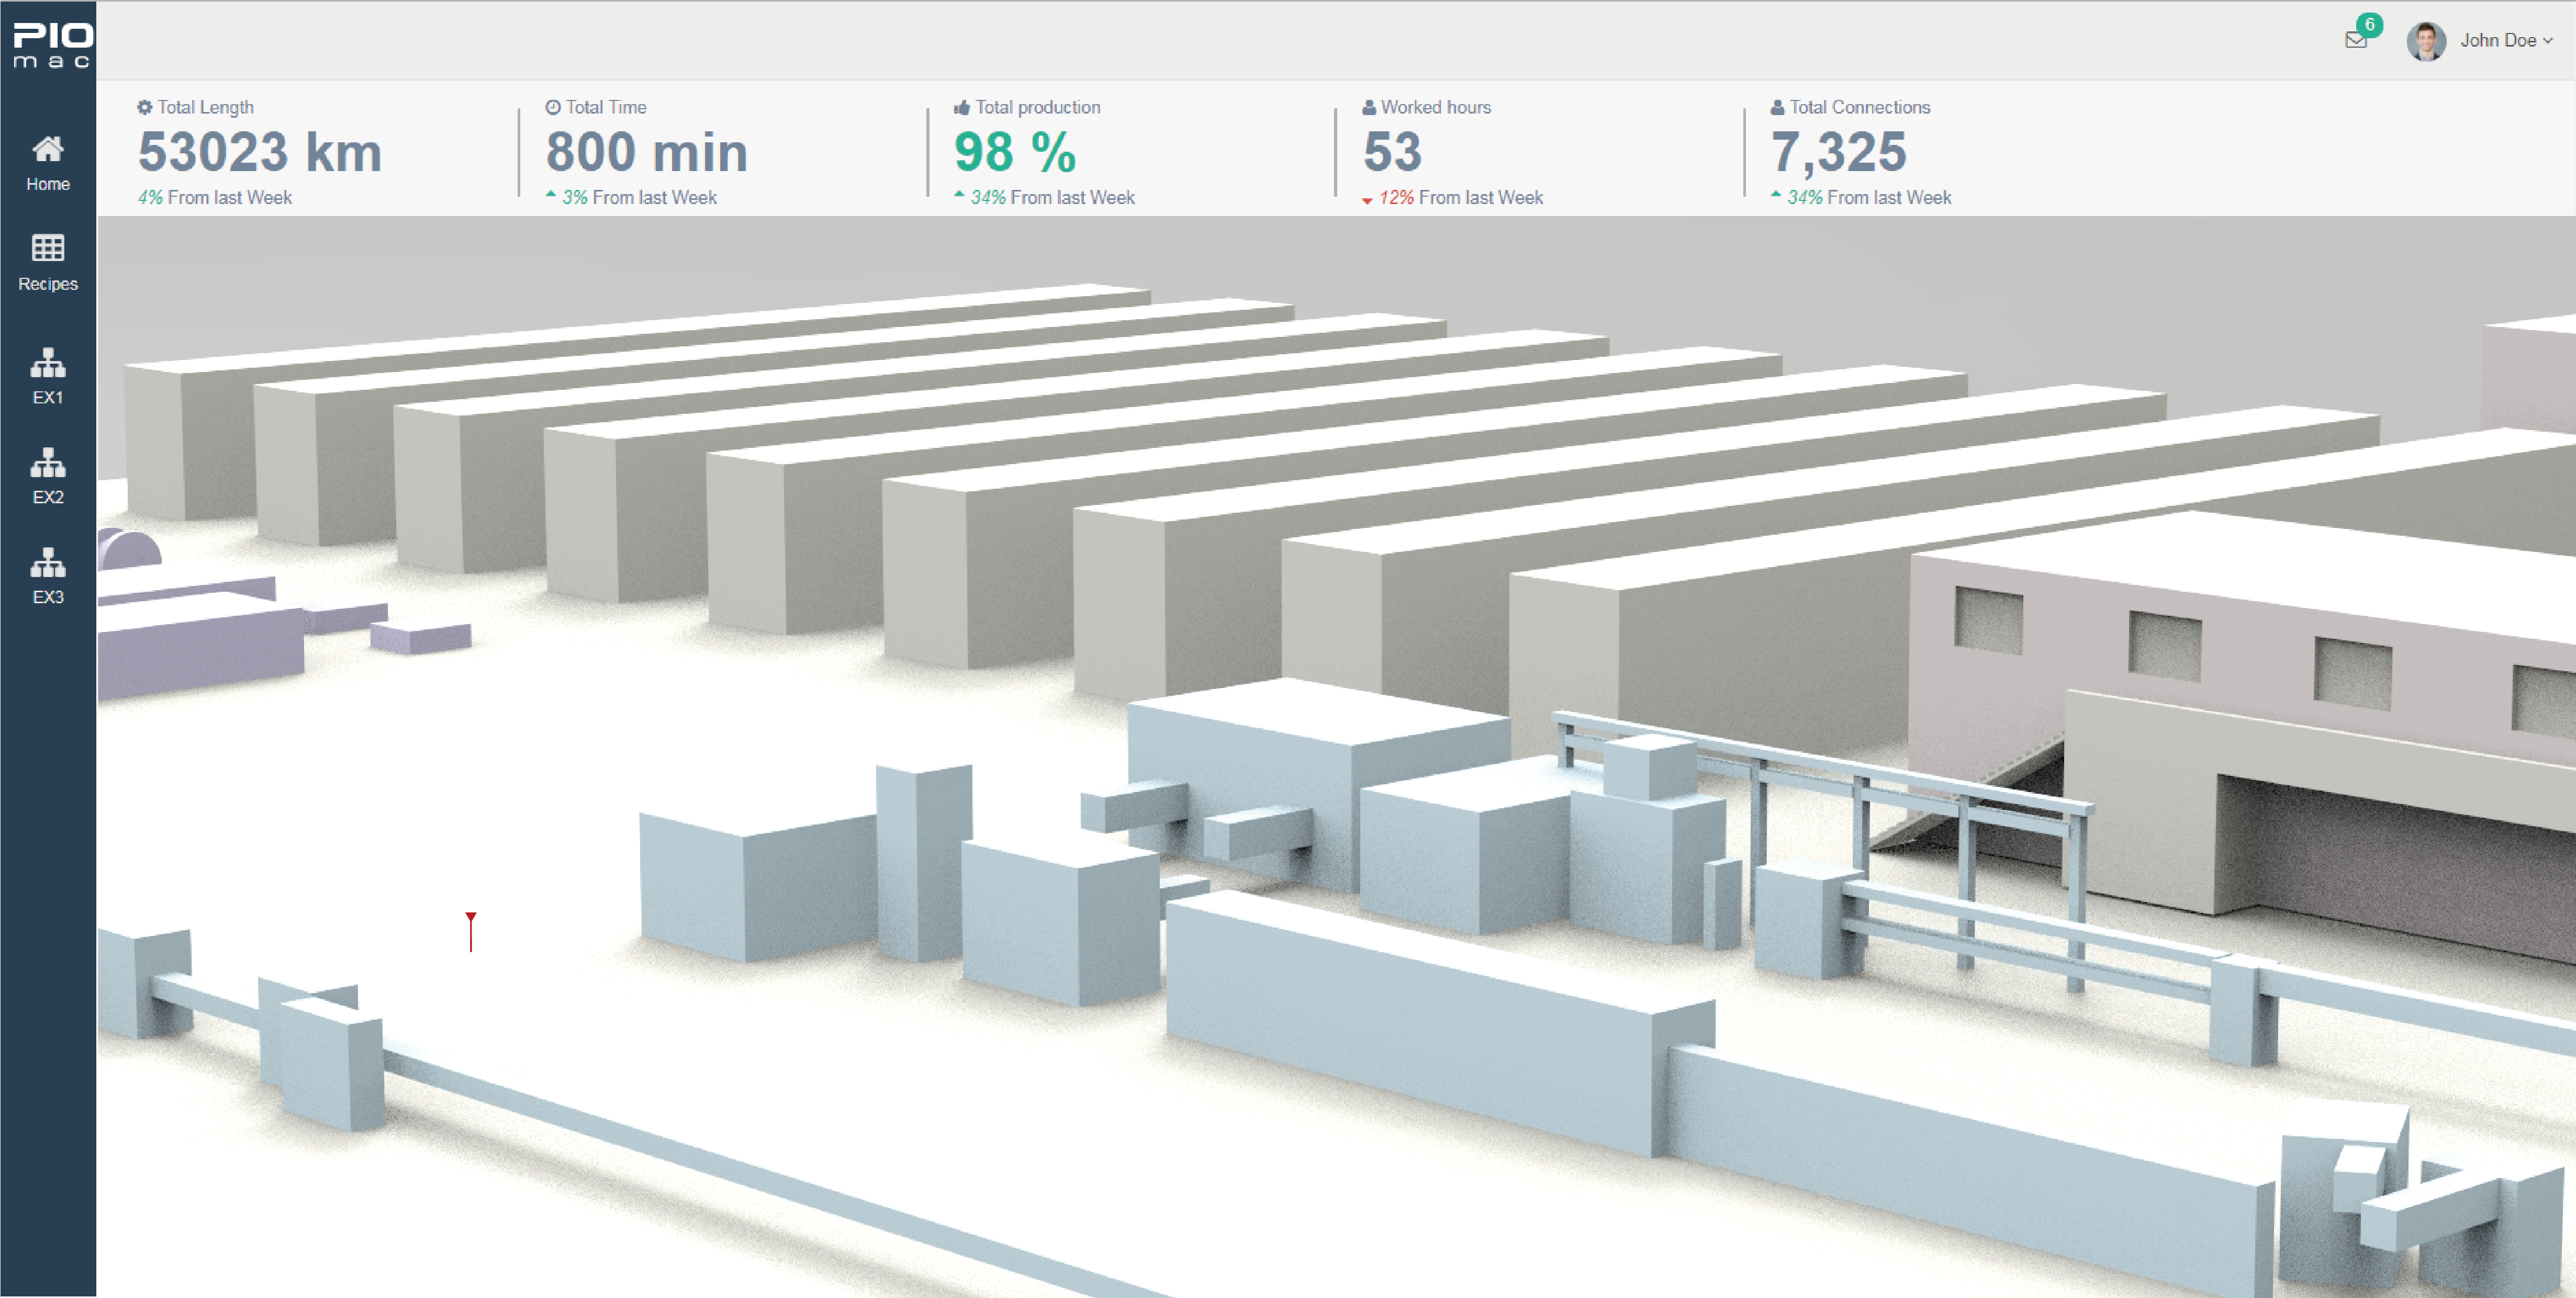 PIO
mac
6
John Doe
Home
Recipes
EX1
EX2
EX3
Total Length
53023 km
4% From last Week
Total Time
800 min
3% From last Week
Total production
98 %
34% From last Week
Worked hours
53
12% From last Week
Total Connections
7,325
34% From last Week